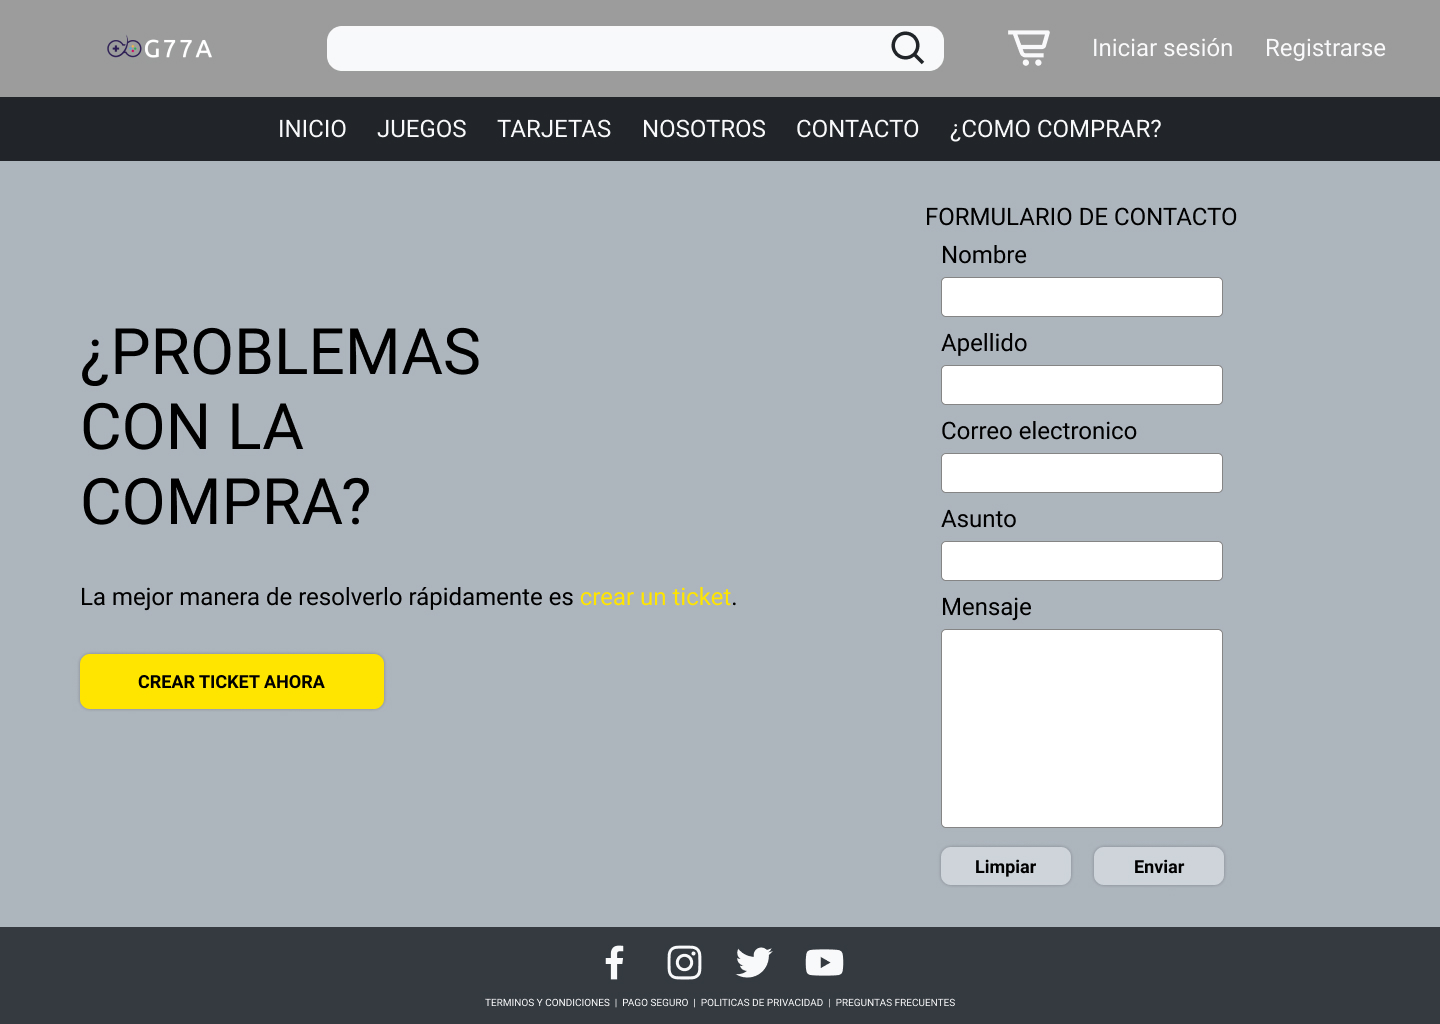 G77A
Iniciar sesión
Registrarse
INICIO
JUEGOS
TARJETAS
NOSOTROS
CONTACTO
¿COMO COMPRAR?
¿PROBLEMAS
CON LA
COMPRA?
La mejor manera de resolverlo rápidamente es crear un ticket.
CREAR TICKET AHORA
FORMULARIO DE CONTACTO
Nombre
Apellido
Correo electronico
Asunto
Mensaje
Limpiar
Enviar
TERMINOS Y CONDICIONES | PAGO SEGURO | POLITICAS DE PRIVACIDAD | PREGUNTAS FRECUENTES